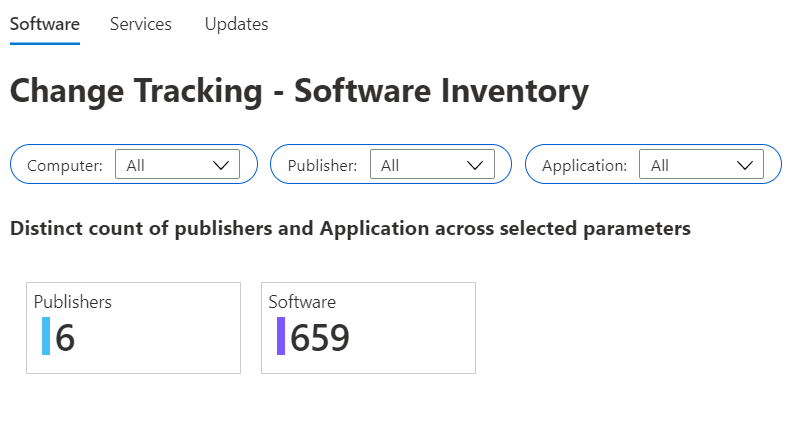 Software Services Updates
Change Tracking - Software Inventory
Computer: All Publisher: All Application: All
Distinct count of publishers and Application across selected parameters
Publishers Software
6 659